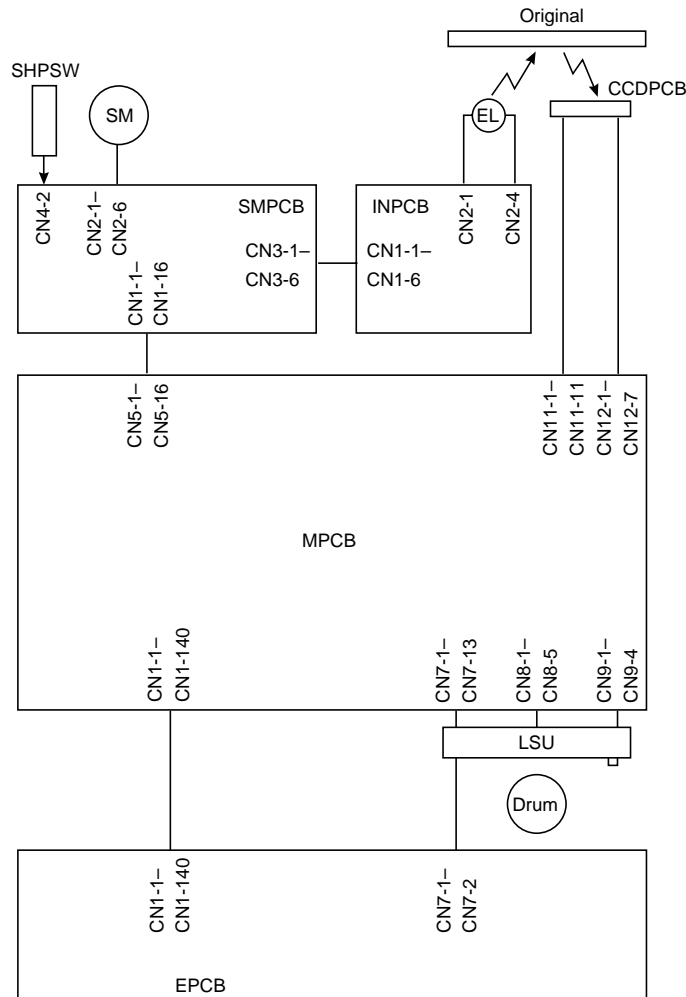 Original
SHPSW
CCDPCB
SM
EL
CN4-2
CN2-1–
CN2-6
SMPCB
CN3-1–
CN3-6
CN1-1–
CN1-16
INPCB
CN1-1–
CN1-6
CN2-1
CN2-4
CN5-1–
CN5-16
CN11-1–
CN11-11
CN12-1–
CN12-7
MPCB
CN1-1–
CN1-140
CN7-1–
CN7-13
CN8-1–
CN8-5
CN9-1–
CN9-4
LSU
Drum
CN1-1–
CN1-140
CN7-1–
CN7-2
EPCB